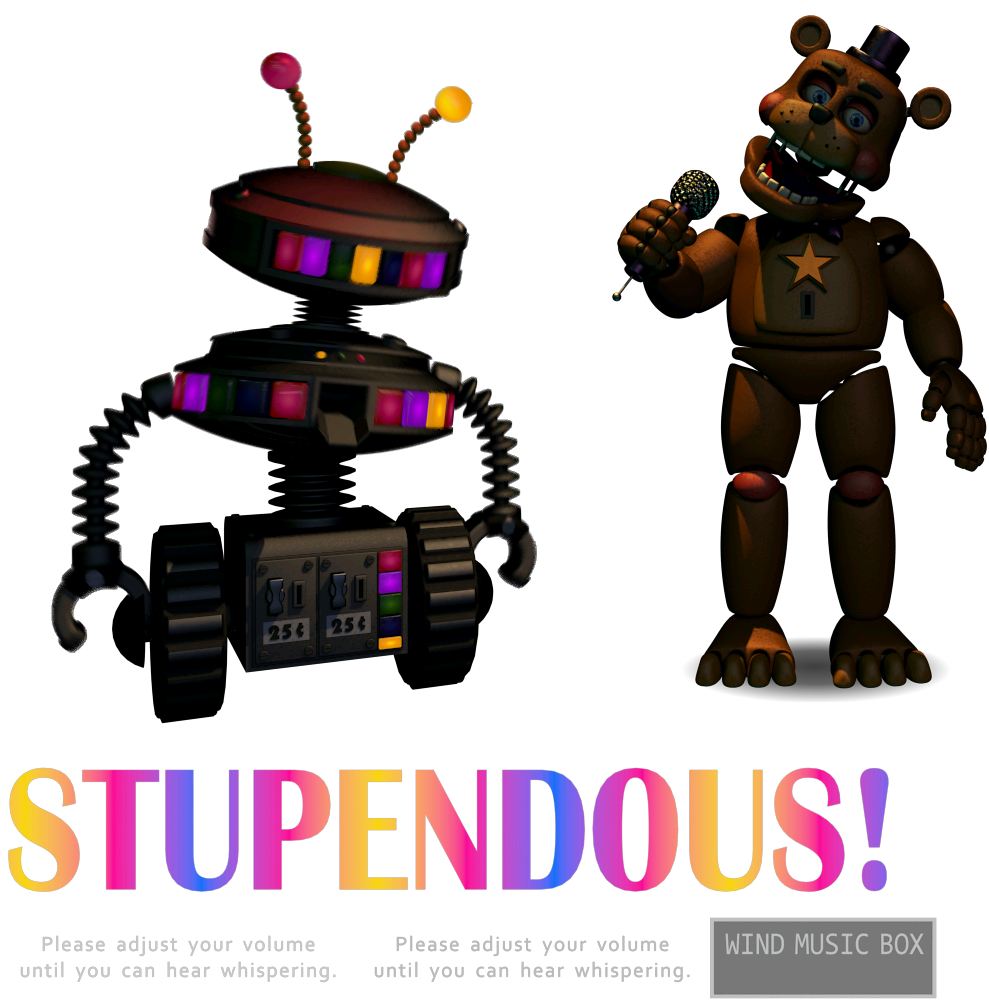 25¢ 25¢
STUPENDOUS!
Please adjust your volume
until you can hear whispering.
Please adjust your volume
until you can hear whispering.
WIND MUSIC BOX